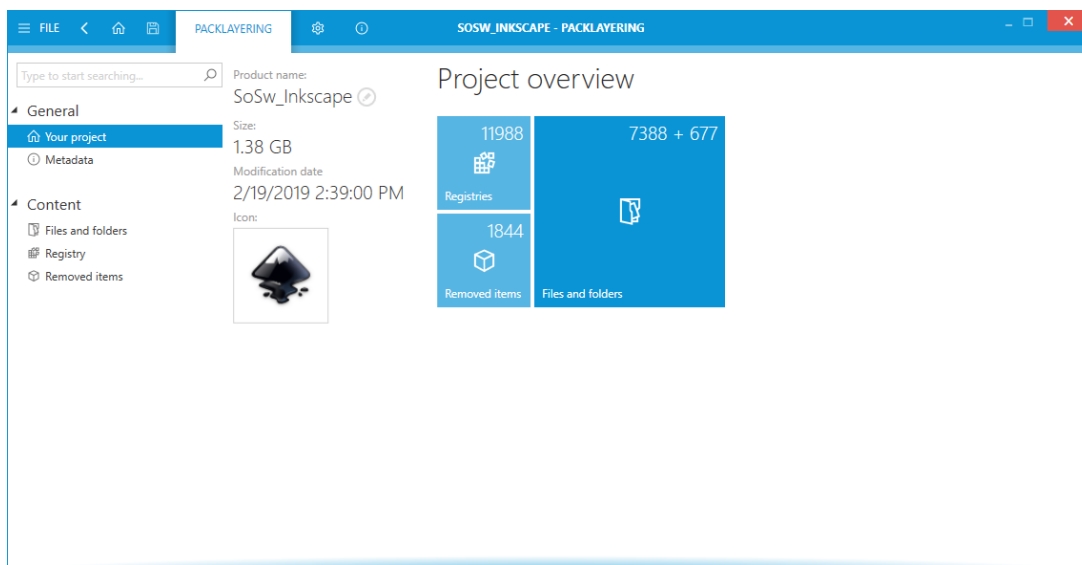 FILE
PACKLAYERING
SOSW_INKSCAPE - PACKLAYERING
Type to start searching...
General
Your project
Metadata
Content
Files and folders
Registry
Removed items
Product name:
SoSw_Inkscape
Size:
1.38 GB
Modification date
2/19/2019 2:39:00 PM
Icon:
Project overview
11988
Registries
1844
Removed items
7388 + 677
Files and folders